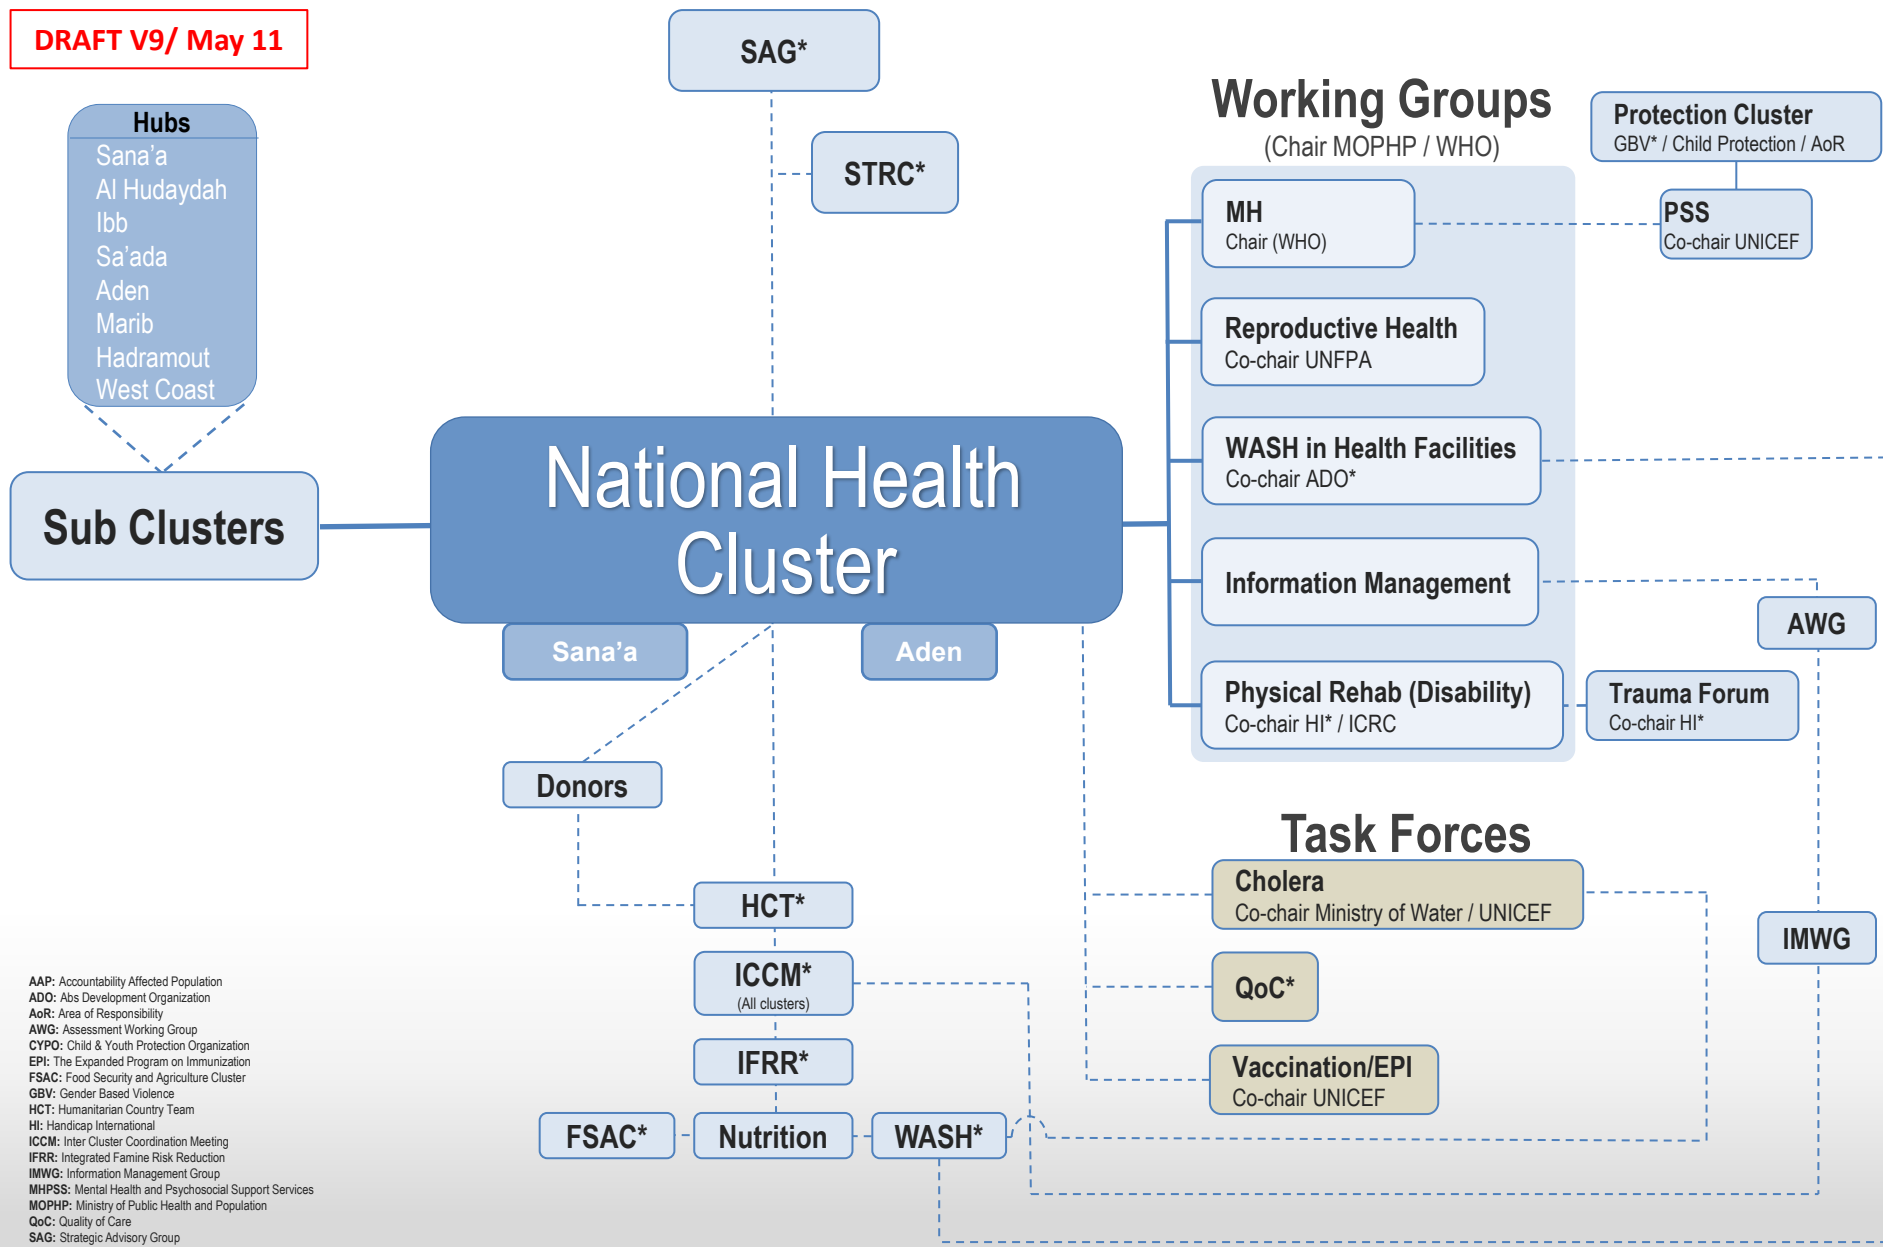 DRAFT V9/ May 11
SAG*
STRC*
Hubs
Sana’a
Al Hudaydah
Ibb
Sa’ada
Aden
Marib
Hadramout
West Coast
Sub Clusters
National Health
Cluster
Sana’a
Aden
Working Groups
(Chair MOPHP / WHO)
MH
Chair (WHO)
Reproductive Health
Co-chair UNFPA
WASH in Health Facilities
Co-chair ADO*
Information Management
Physical Rehab (Disability)
Co-chair HI* / ICRC
Protection Cluster
GBV* / Child Protection / AoR
PSS
Co-chair UNICEF
AWG
Trauma Forum
Co-chair HI*
IMWG
Donors
HCT*
ICCM*
(All clusters)
IFRR*
FSAC*
Nutrition
WASH*
Task Forces
Cholera
Co-chair Ministry of Water / UNICEF
QoC*
Vaccination/EPI
Co-chair UNICEF
AAP: Accountability Affected Population
ADO: Abs Development Organization
AoR: Area of Responsibility
AWG: Assessment Working Group
CYPO: Child & Youth Protection Organization
EPI: The Expanded Program on Immunization
FSAC: Food Security and Agriculture Cluster
GBV: Gender Based Violence
HCT: Humanitarian Country Team
HI: Handicap International
ICCM: Inter Cluster Coordination Meeting
IFRR: Integrated Famine Risk Reduction
IMWG: Information Management Group
MHPSS: Mental Health and Psychosocial Support Services
MOPHP: Ministry of Public Health and Population
QoC: Quality of Care
SAG: Strategic Advisory Group